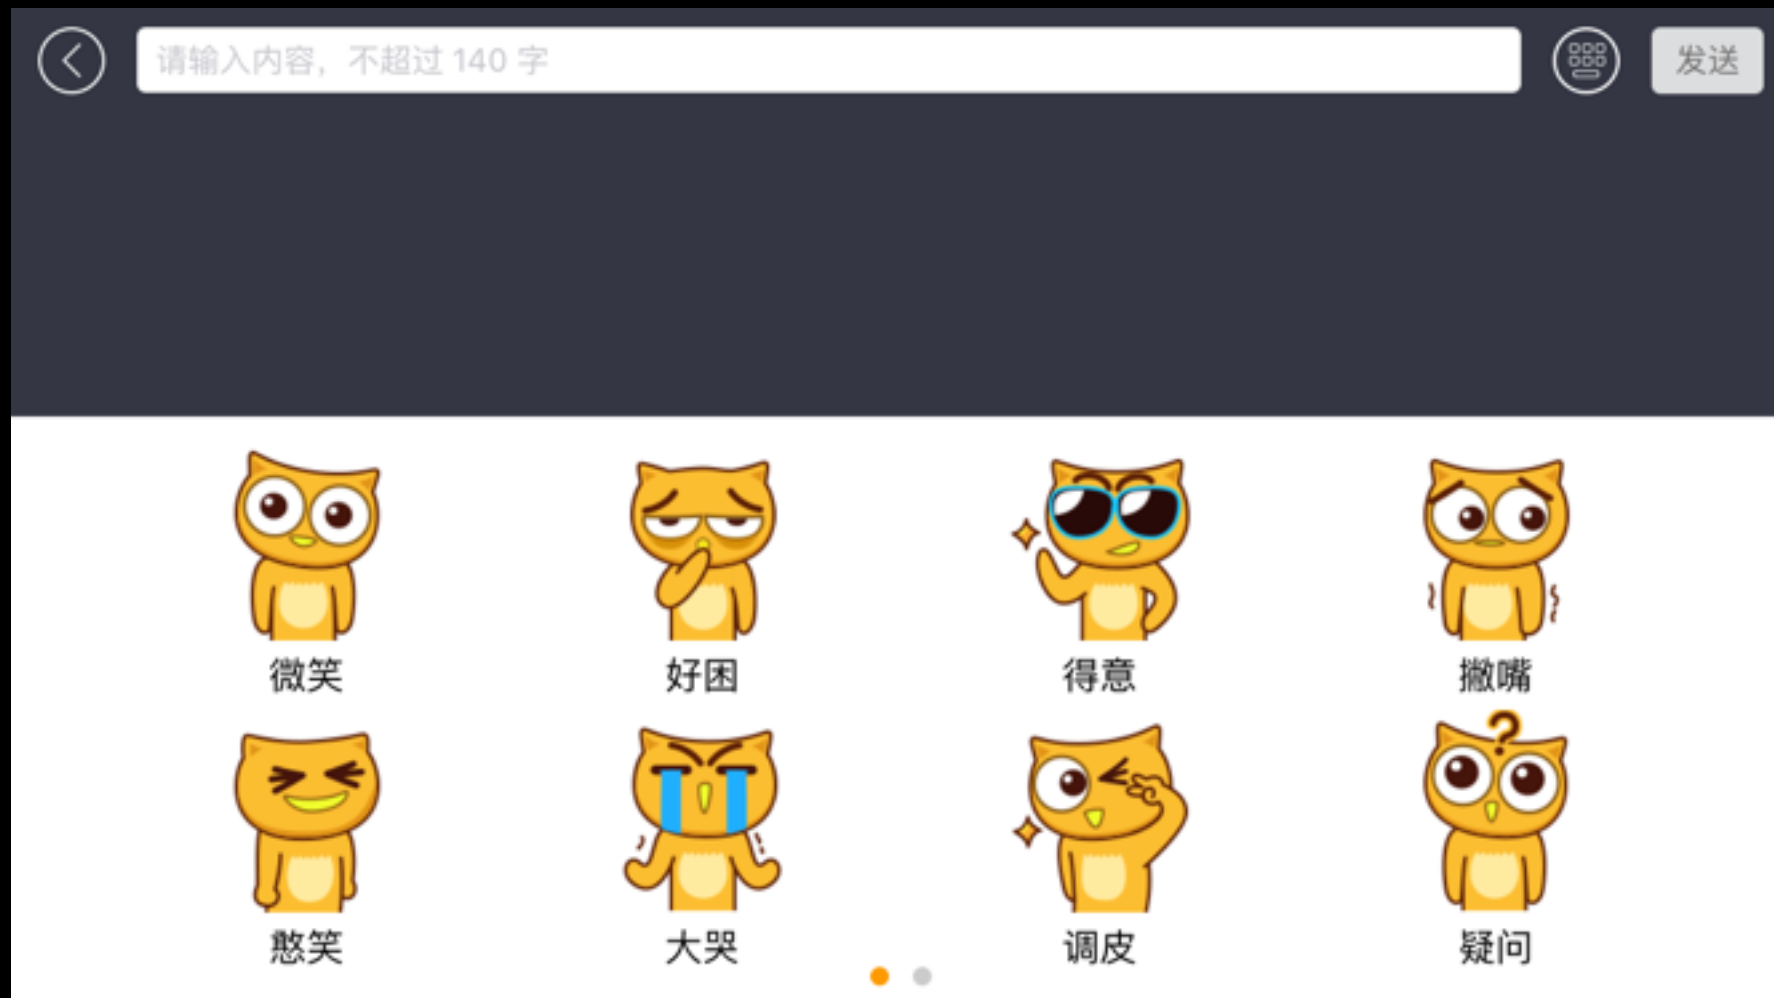 请输入内容，不超过 140 字
发送
微笑 好困 得意 撇嘴
?
憨笑 大哭 调皮 疑问